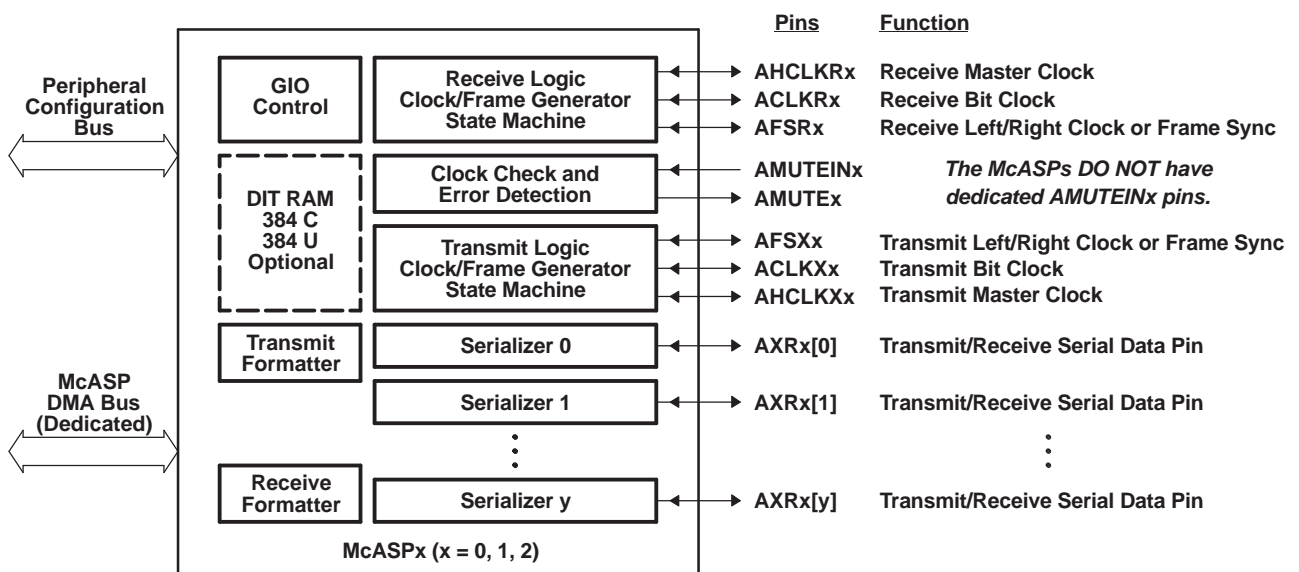 Pins Function
Peripheral
Configuration
Bus
GIO
Control
Receive Logic
Clock/Frame Generator
State Machine
AHCLKRx Receive Master Clock
ACLKRx Receive Bit Clock
AFSRx Receive Left/Right Clock or Frame Sync
DIT RAM
384 C
384 U
Optional
Clock Check and
Error Detection
AMUTEINx
AMUTEx
The McASPs DO NOT have
dedicated AMUTEINx pins.
Transmit Logic
Clock/Frame Generator
State Machine
AFSXx Transmit Left/Right Clock or Frame Sync
ACLKXx Transmit Bit Clock
AHCLKXx Transmit Master Clock
Transmit
Formatter
Serializer 0
AXRx[0] Transmit/Receive Serial Data Pin
McASP
DMA Bus
(Dedicated)
Serializer 1
AXRx[1] Transmit/Receive Serial Data Pin
Receive
Formatter
Serializer y
AXRx[y] Transmit/Receive Serial Data Pin
McASPx (x = 0, 1, 2)